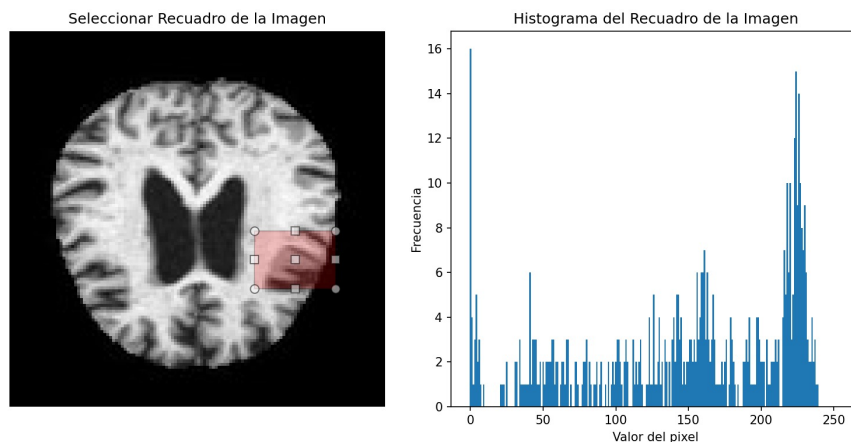 Seleccionar Recuadro de la Imagen
Histograma del Recuadro de la Imagen
Frecuencia
16
14
12
10
8
6
4
2
0
0 50 100 150 200 250
Valor del pixel